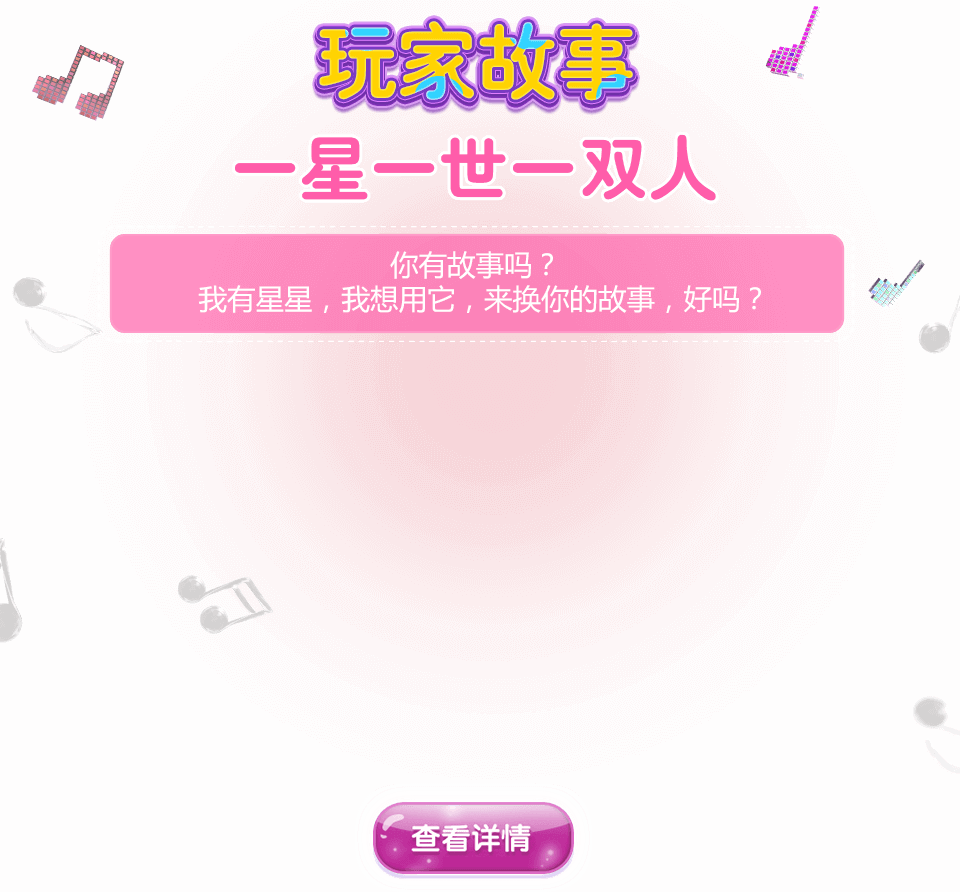 玩家故事
一星一世一双人
你有故事吗？
我有星星，我想用它，来换你的故事，好吗？
查看详情